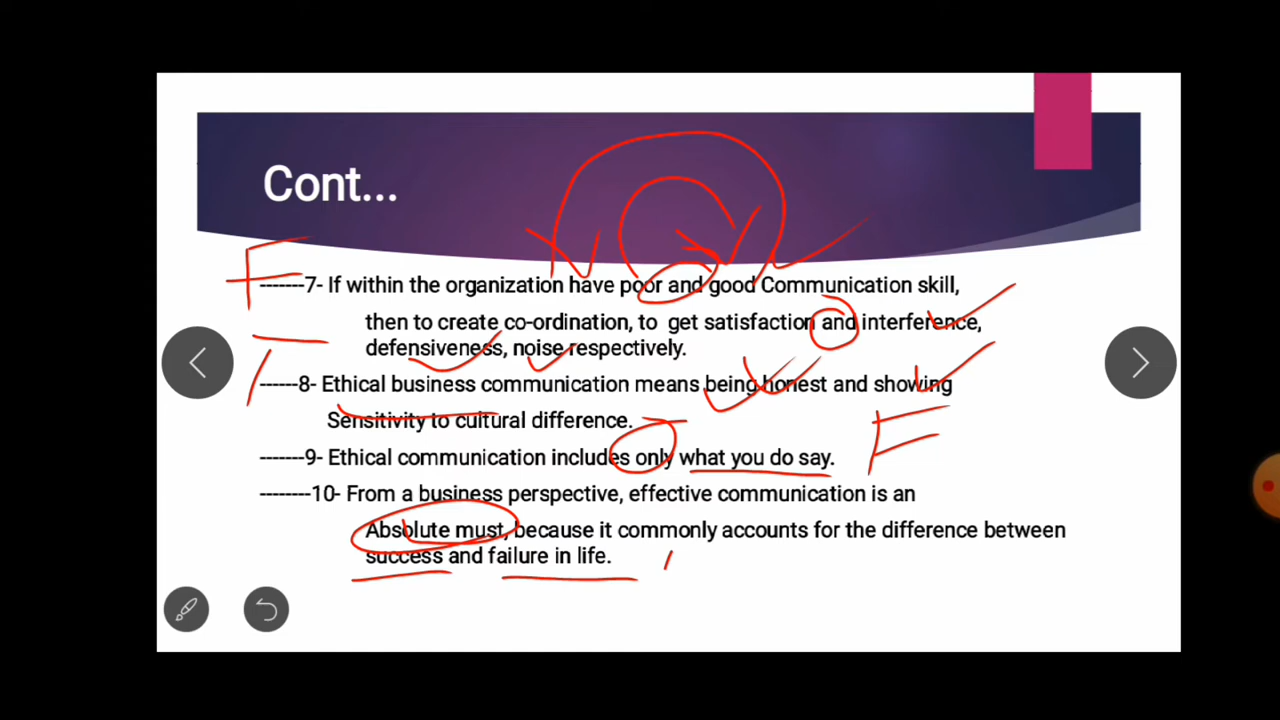 Cont...
F
-------7- If within the organization have poor and good Communication skill,
then to create co-ordination, to get satisfaction and interference,
defensiveness, noise respectively.
T
------8- Ethical business communication means being honest and showing
Sensitivity to cultural difference.
-------9- Ethical communication includes only what you do say. F
--------10- From a business perspective, effective communication is an
Absolute must, because it commonly accounts for the difference between
success and failure in life.